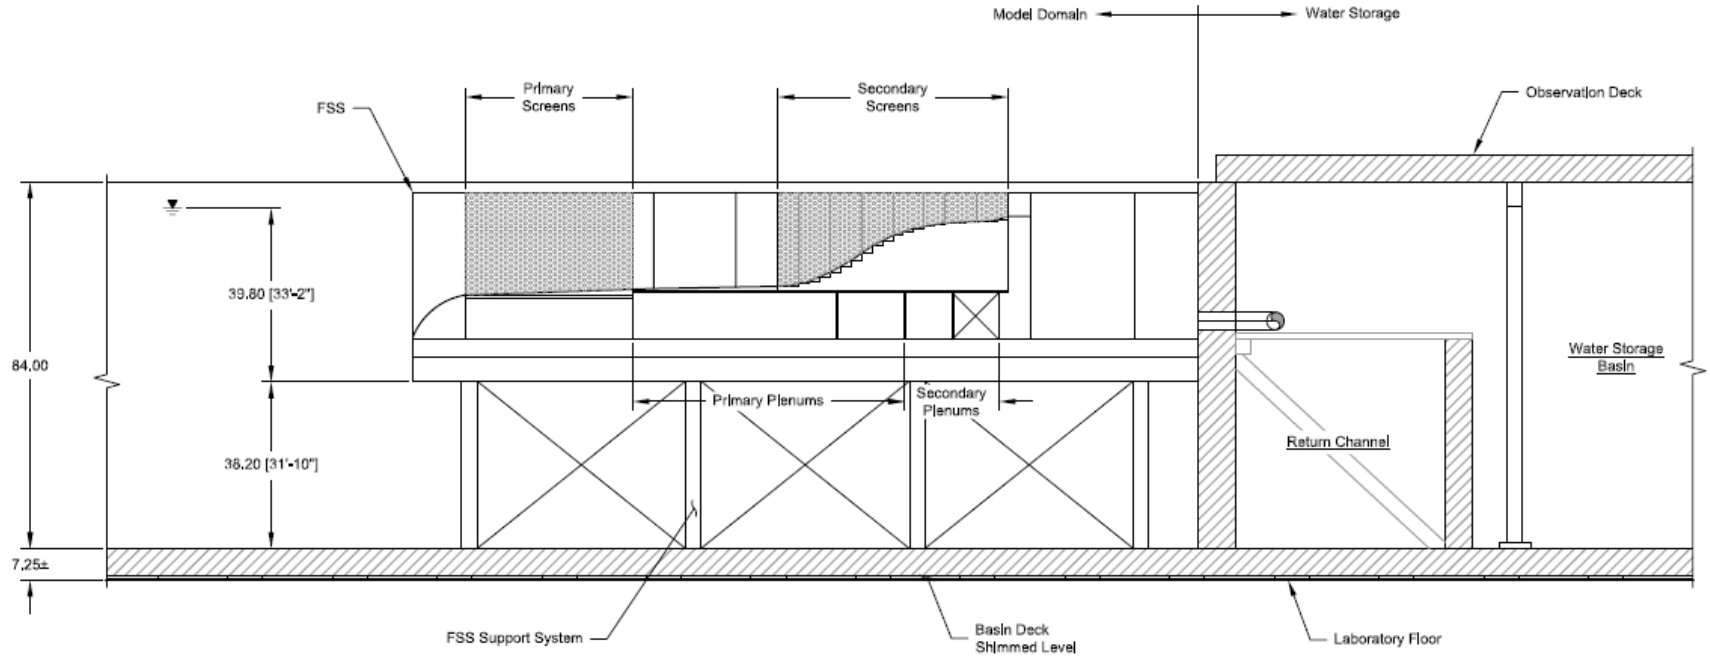 Model Domain
Water Storage
Primary
Screens
Secondary
Screens
FSS
Observation Deck
39.80 [33'-2"]
84.00
Water Storage
Basin
Primary Plenums
Secondary
Plenums
Return Channel
38.20 [31'-10"]
7.25±
FSS Support System
Basin Deck
Shimmed Level
Laboratory Floor